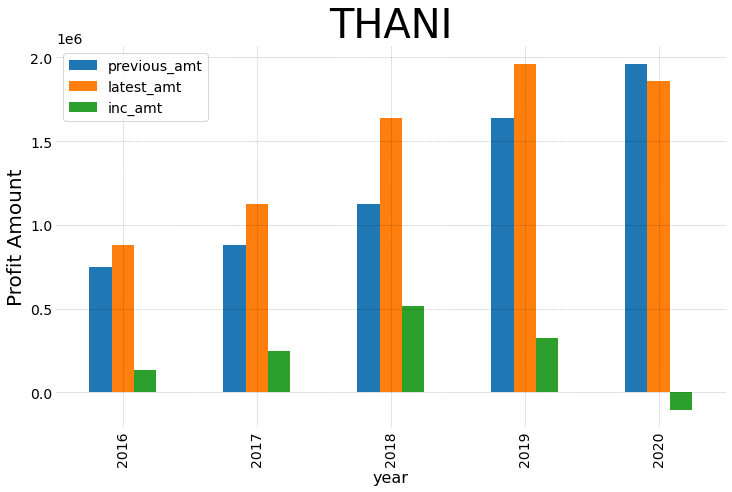 THANI
1e6
previous_amt
latest_amt
inc_amt
2.0
1.5
1.0
0.5
0.0
Profit Amount
2016
2017
2018
2019
2020
year